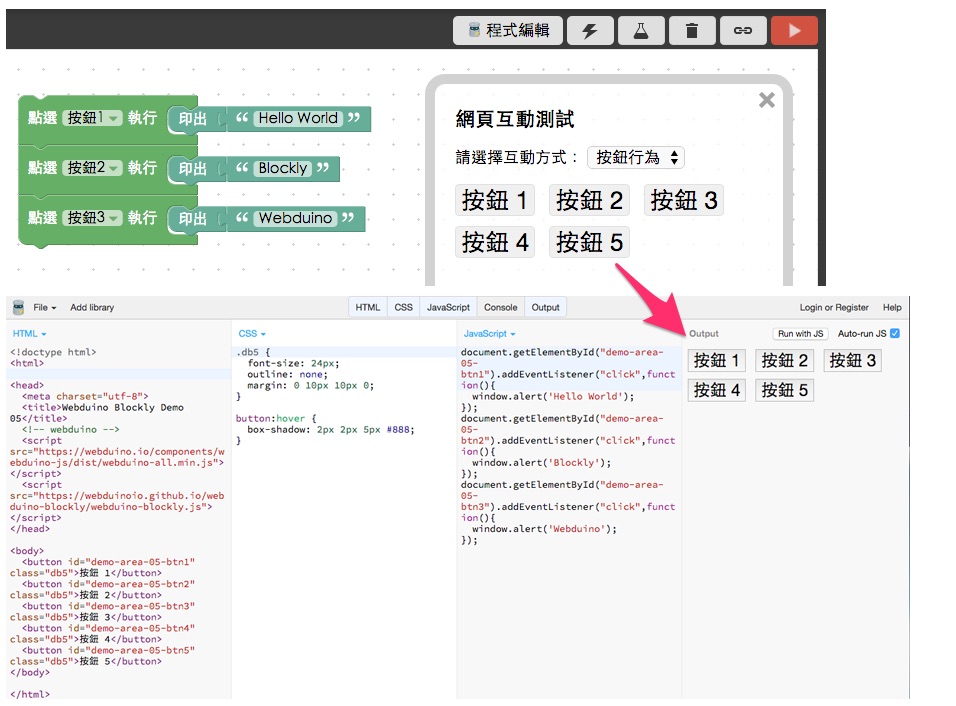 程式編輯
點選 按鈕1 執行 印出 “ Hello World ”
點選 按鈕2 執行 印出 “ Blockly ”
點選 按鈕3 執行 印出 “ Webduino ”
網頁互動測試
請選擇互動方式： 按鈕行為
按鈕 1 按鈕 2 按鈕 3
按鈕 4 按鈕 5
File Add library HTML CSS JavaScript Console Output Login or Register Help
HTML
<!doctype html>
<html>
<head>
<meta charset="utf-8">
<title>Webduino Blockly Demo
05</title>
<!-- webduino -->
<script
src="https://webduino.io/components/w
ebduino-js/dist/webduino-all.min.js">
</script>
<script
src="https://webduinoio.github.io/web
duino-blockly/webduino-blockly.js">
</script>
</head>
<body>
<button id="demo-area-05-btn1"
class="db5">按鈕 1</button>
<button id="demo-area-05-btn2"
class="db5">按鈕 2</button>
<button id="demo-area-05-btn3"
class="db5">按鈕 3</button>
<button id="demo-area-05-btn4"
class="db5">按鈕 4</button>
<button id="demo-area-05-btn5"
class="db5">按鈕 5</button>
</body>
</html>
CSS
.db5 {
font-size: 24px;
outline: none;
margin: 0 10px 10px 0;
}
button:hover {
box-shadow: 2px 2px 5px #888;
}
JavaScript
document.getElementById("demo-area-
05-
btn1").addEventListener("click",funct
ion(){
window.alert('Hello World');
});
document.getElementById("demo-area-
05-
btn2").addEventListener("click",funct
ion(){
window.alert('Blockly');
});
document.getElementById("demo-area-
05-
btn3").addEventListener("click",funct
ion(){
window.alert('Webduino');
});
Output Run with JS Auto-run JS
按鈕 1 按鈕 2 按鈕 3
按鈕 4 按鈕 5